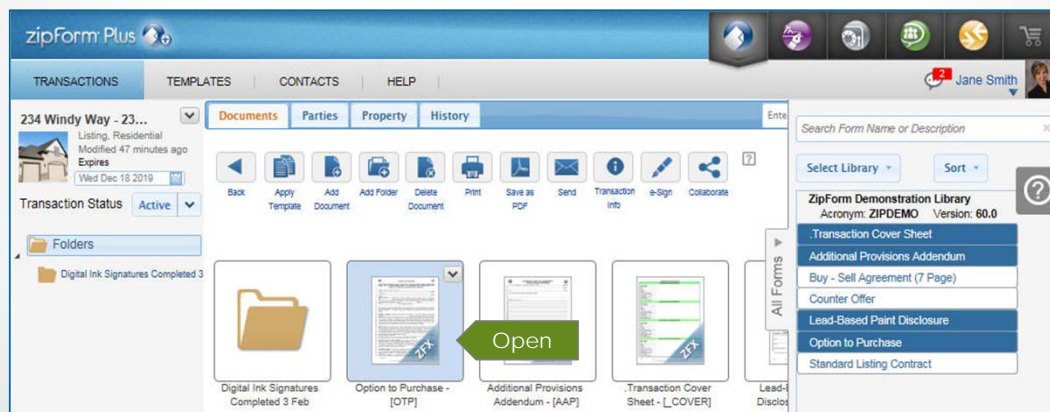 zipForm Plus
TRANSACTIONS TEMPLATES CONTACTS HELP
2 Jane Smith
234 Windy Way - 23...
Listing, Residential
Modified 47 minutes ago
Expires
Wed Dec 18 2019
Transaction Status Active
Folders
Digital Ink Signatures Completed 3
Documents Parties Property History
Ente
Back
Apply Template
Add Document
Add Folder
Delete Document
Print
Save as PDF
Send
Transaction Info
e-Sign
Collaborate
?
ZFX
Open
ZFX
ZFX
Digital Ink Signatures
Completed 3 Feb
Option to Purchase -
[OTP]
Additional Provisions
Addendum - [AAP]
.Transaction Cover
Sheet - [_COVER]
Lead-B
Disclos
All Forms
Search Form Name or Description
Select Library Sort
?
ZipForm Demonstration Library
Acronym: ZIPDEMO Version: 60.0
.Transaction Cover Sheet
Additional Provisions Addendum
Buy - Sell Agreement (7 Page)
Counter Offer
Lead-Based Paint Disclosure
Option to Purchase
Standard Listing Contract